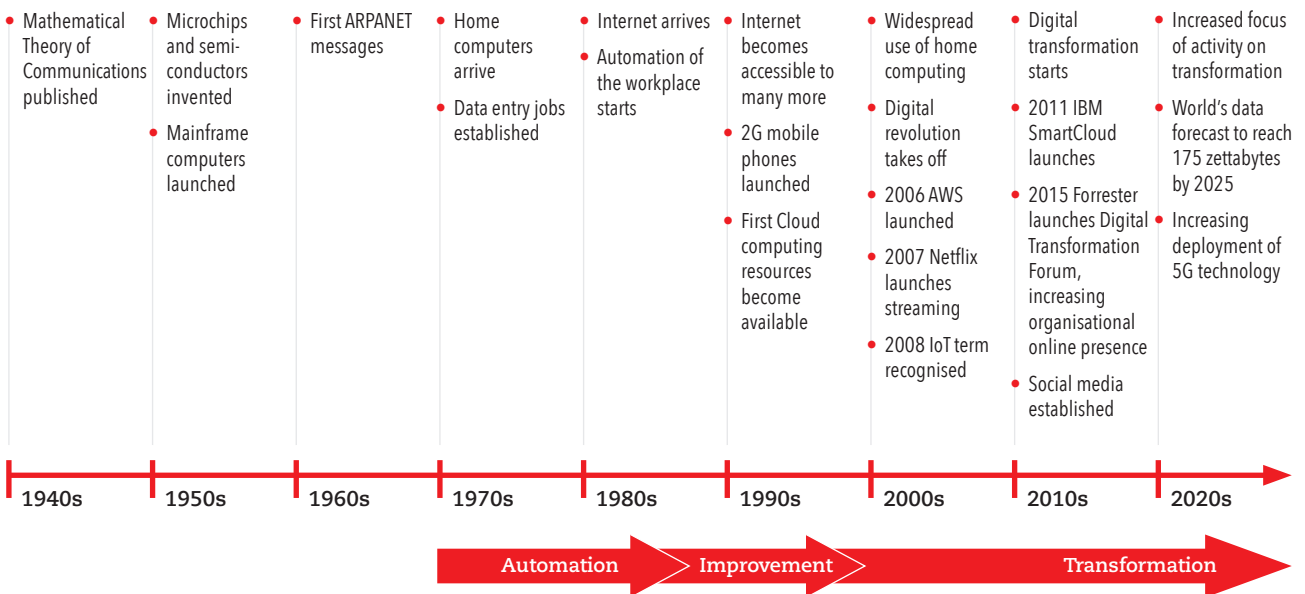 Mathematical
Theory of
Communications
published
Microchips
and semi-
conductors
invented
Mainframe
computers
launched
First ARPANET
messages
Home
computers
arrive
Data entry jobs
established
Internet arrives
Automation of
the workplace
starts
Internet
becomes
accessible to
many more
2G mobile
phones
launched
First Cloud
computing
resources
become
available
Widespread
use of home
computing
Digital
revolution
takes off
2006 AWS
launched
2007 Netflix
launches
streaming
2008 IoT term
recognised
Digital
transformation
starts
2011 IBM
SmartCloud
launches
2015 Forrester
launches Digital
Transformation
Forum,
increasing
organisational
online presence
Social media
established
Increased focus
of activity on
transformation
World's data
forecast to reach
175 zettabytes
by 2025
Increasing
deployment of
5G technology
1940s
1950s
1960s
1970s
1980s
1990s
2000s
2010s
2020s
Automation
Improvement
Transformation